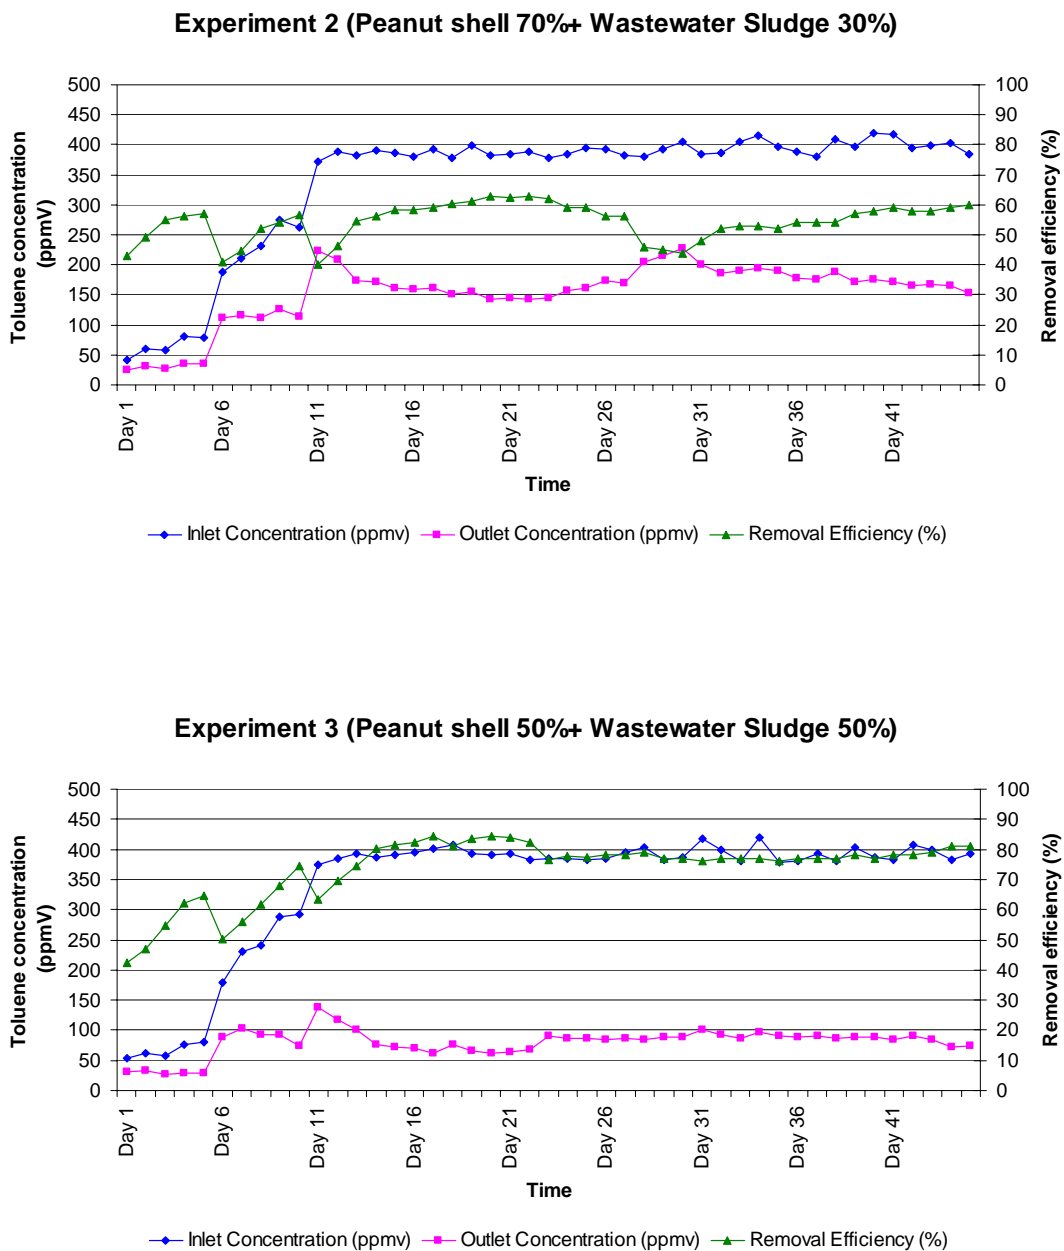 Experiment 2 (Peanut shell 70%+ Wastewater Sludge 30%)
500
450
400
350
300
250
200
150
100
50
0
100
90
80
70
60
50
40
30
20
10
0
Toluene concentration
(ppmV)
Removal efficiency (%)
Day 1
Day 6
Day 11
Day 16
Day 21
Day 26
Day 31
Day 36
Day 41
Time
Inlet Concentration (ppmv)
Outlet Concentration (ppmv)
Removal Efficiency (%)
Experiment 3 (Peanut shell 50%+ Wastewater Sludge 50%)
500
450
400
350
300
250
200
150
100
50
0
100
90
80
70
60
50
40
30
20
10
0
Toluene concentration
(ppmV)
Removal efficiency (%)
Day 1
Day 6
Day 11
Day 16
Day 21
Day 26
Day 31
Day 36
Day 41
Time
Inlet Concentration (ppmv)
Outlet Concentration (ppmv)
Removal Efficiency (%)